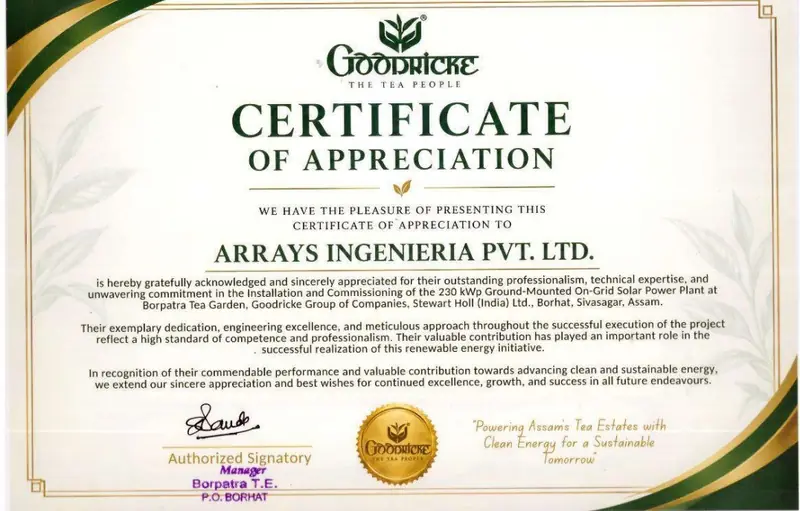 GOODRICKE
THE TEA PEOPLE
CERTIFICATE
OF APPRECIATION
WE HAVE THE PLEASURE OF PRESENTING THIS
CERTIFICATE OF APPRECIATION TO
ARRAYS INGENIERIA PVT. LTD.
is hereby gratefully acknowledged and sincerely appreciated for their outstanding professionalism, technical expertise, and
unwavering commitment in the Installation and Commissioning of the 230 kWp Ground-Mounted On-Grid Solar Power Plant at
Borpatra Tea Garden, Goodricke Group of Companies, Stewart Holl (India) Ltd., Borhat, Sivasagar, Assam.
Their exemplary dedication, engineering excellence, and meticulous approach throughout the successful execution of the project
reflect a high standard of competence and professionalism. Their valuable contribution has played an important role in the
successful realization of this renewable energy initiative.
In recognition of their commendable performance and valuable contribution towards advancing clean and sustainable energy,
we extend our sincere appreciation and best wishes for continued excellence, growth, and success in all future endeavours.
Authorized Signatory
Manager
Borpatra T.E.
P.O. BORHAT
GOODRICKE
THE TEA PEOPLE
"Powering Assam's Tea Estates with
Clean Energy for a Sustainable
Tomorrow"